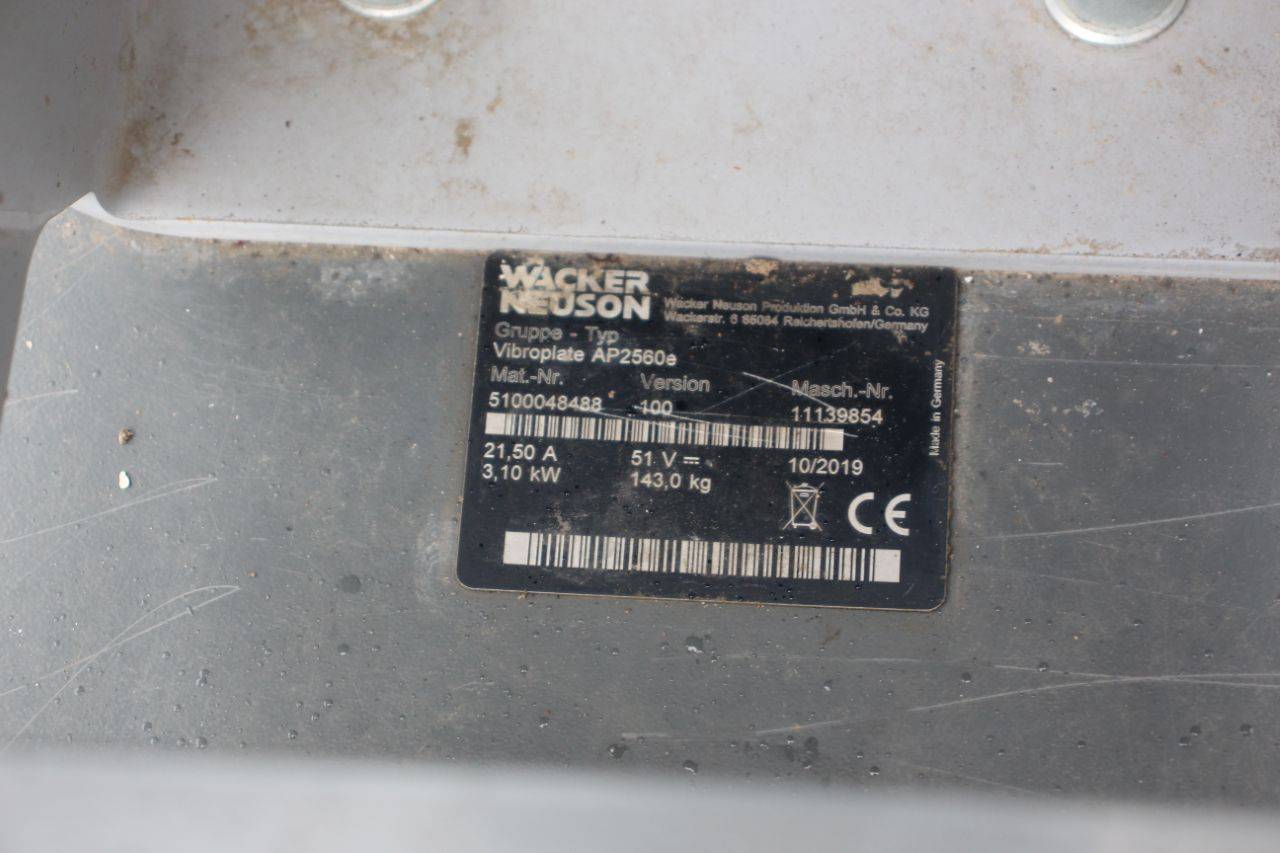 WACKER
NEUSON
Wacker Neuson Produktion GmbH & Co. KG
Wackerstr. 6 85084 Reichertshofen/Germany
Gruppe - Typ
Vibroplate AP2560e
Mat.-Nr. Version Masch.-Nr.
5100048488 100 11139854
21,50 A 51 V 10/2019
3,10 kW 143,0 kg
CE
Made in Germany